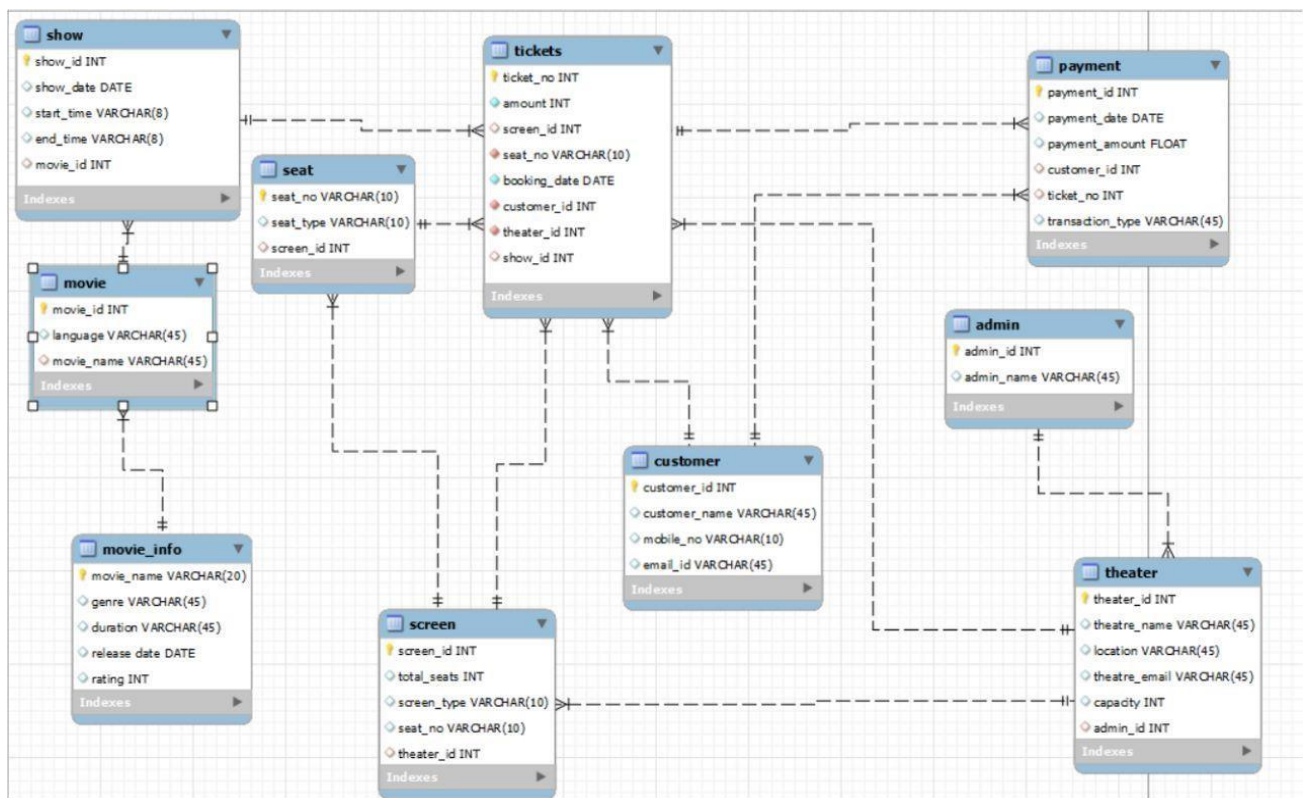 show
show_id INT
show_date DATE
start_time VARCHAR(8)
end_time VARCHAR(8)
movie_id INT
Indexes
tickets
ticket_no INT
amount INT
screen_id INT
seat_no VARCHAR(10)
booking_date DATE
customer_id INT
theater_id INT
show_id INT
Indexes
payment
payment_id INT
payment_date DATE
payment_amount FLOAT
customer_id INT
ticket_no INT
transaction_type VARCHAR(45)
Indexes
seat
seat_no VARCHAR(10)
seat_type VARCHAR(10)
screen_id INT
Indexes
movie
movie_id INT
language VARCHAR(45)
movie_name VARCHAR(45)
Indexes
admin
admin_id INT
admin_name VARCHAR(45)
Indexes
customer
customer_id INT
customer_name VARCHAR(45)
mobile_no VARCHAR(10)
email_id VARCHAR(45)
Indexes
movie_info
movie_name VARCHAR(20)
genre VARCHAR(45)
duration VARCHAR(45)
release date DATE
rating INT
Indexes
screen
screen_id INT
total_seats INT
screen_type VARCHAR(10)
seat_no VARCHAR(10)
theater_id INT
Indexes
theater
theater_id INT
theatre_name VARCHAR(45)
location VARCHAR(45)
theatre_email VARCHAR(45)
capacity INT
admin_id INT
Indexes